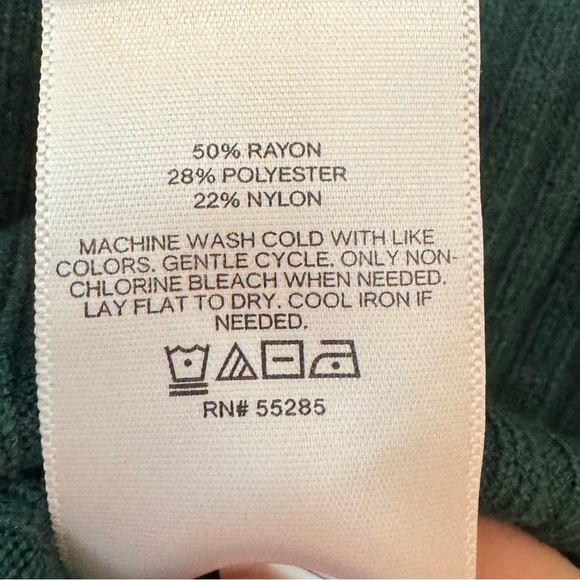 50% RAYON
28% POLYESTER
22% NYLON
MACHINE WASH COLD WITH LIKE
COLORS. GENTLE CYCLE. ONLY NON-
CHLORINE BLEACH WHEN NEEDED.
LAY FLAT TO DRY. COOL IRON IF
NEEDED.
RN# 55285